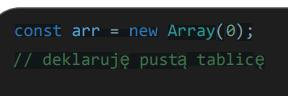 const arr = new Array(0);
// deklaruję pustą tablicę